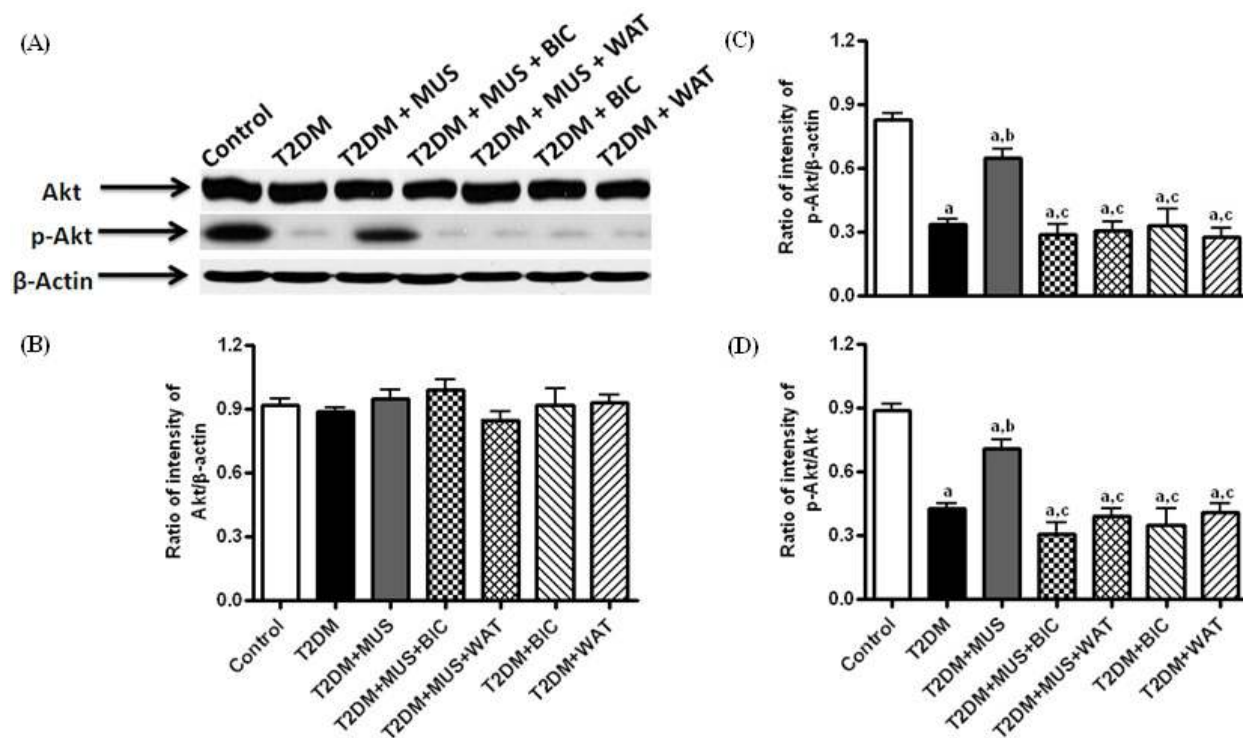 (A)
Control
T2DM
T2DM + MUS
T2DM + MUS + BIC
T2DM + MUS + WAT
T2DM + BIC
T2DM + WAT
Akt
p-Akt
β-Actin
(B)
Ratio of intensity of
Akt/β-actin
1.2
0.9
0.6
0.3
0.0
Control
T2DM
T2DM+MUS
T2DM+MUS+BIC
T2DM+MUS+WAT
T2DM+BIC
T2DM+WAT
(C)
Ratio of intensity of
p-Akt/β-actin
1.2
0.9
0.6
0.3
0.0
a
a,b
a,c
a,c
a,c
a,c
(D)
Ratio of intensity of
p-Akt/Akt
1.2
0.9
0.6
0.3
0.0
a
a,b
a,c
a,c
a,c
a,c
Control
T2DM
T2DM+MUS
T2DM+MUS+BIC
T2DM+MUS+WAT
T2DM+BIC
T2DM+WAT